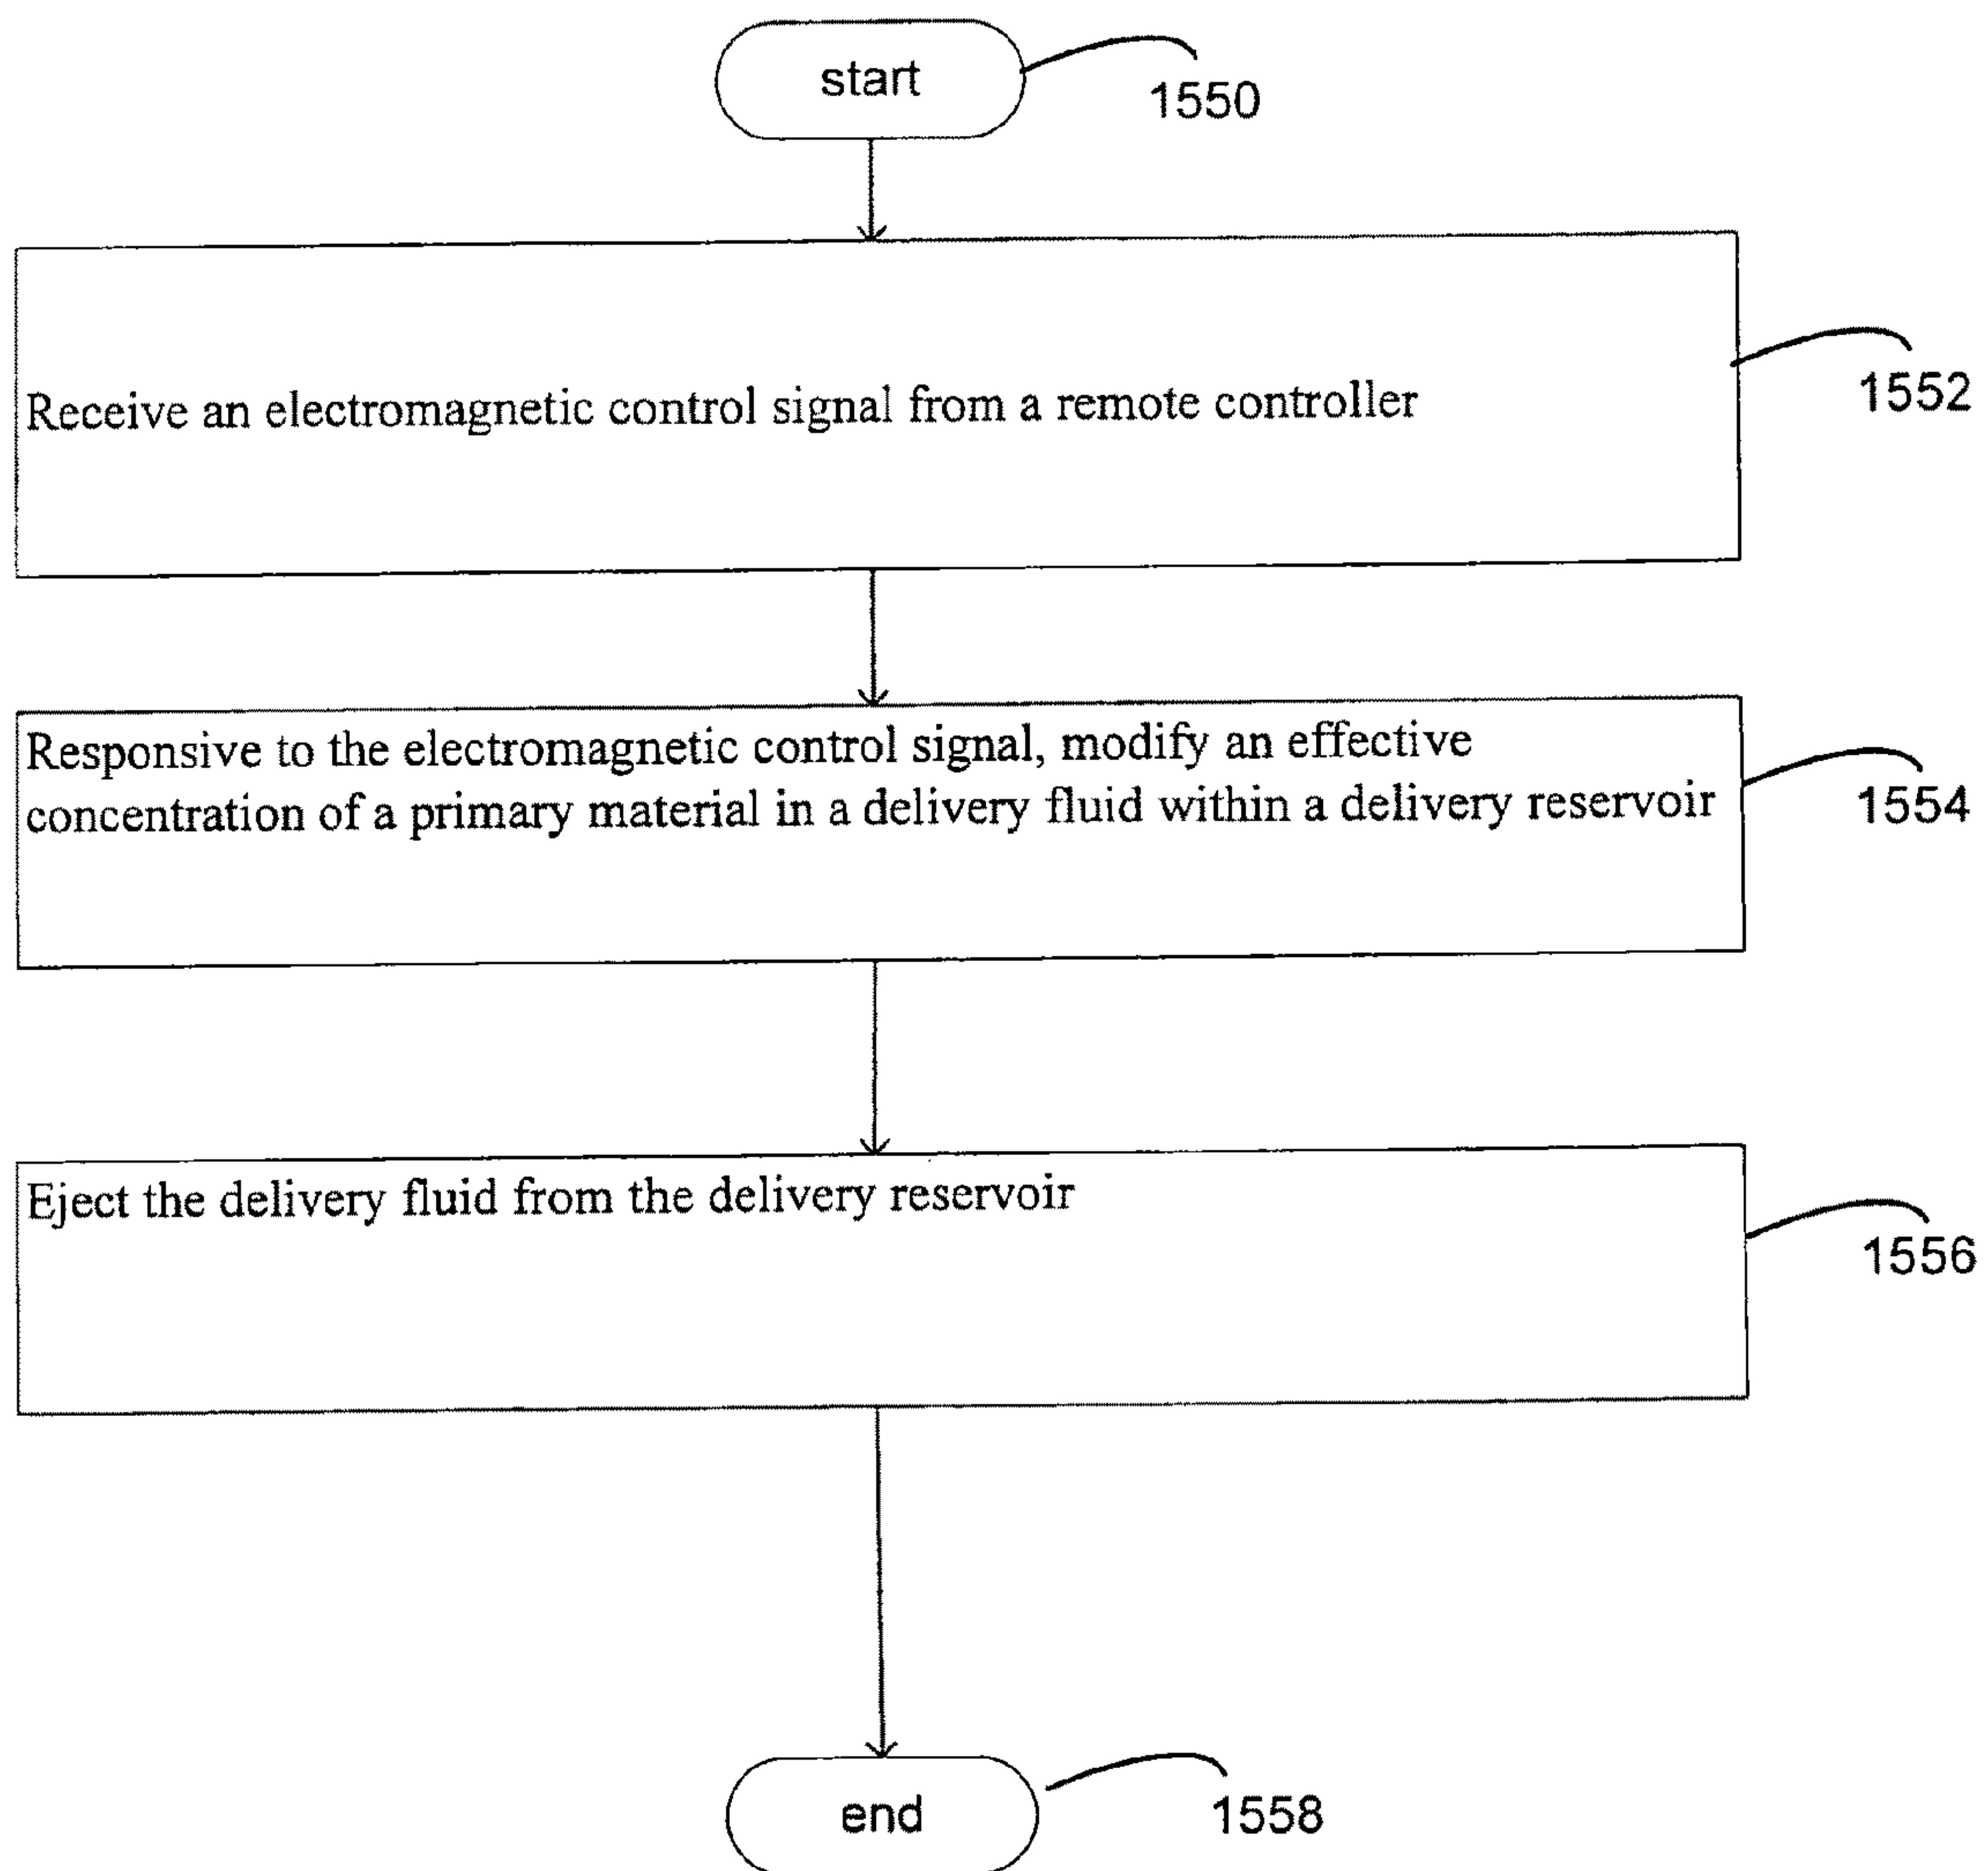 start
1550
Receive an electromagnetic control signal from a remote controller
1552
Responsive to the electromagnetic control signal, modify an effective
concentration of a primary material in a delivery fluid within a delivery reservoir
1554
Eject the delivery fluid from the delivery reservoir
1556
end
1558